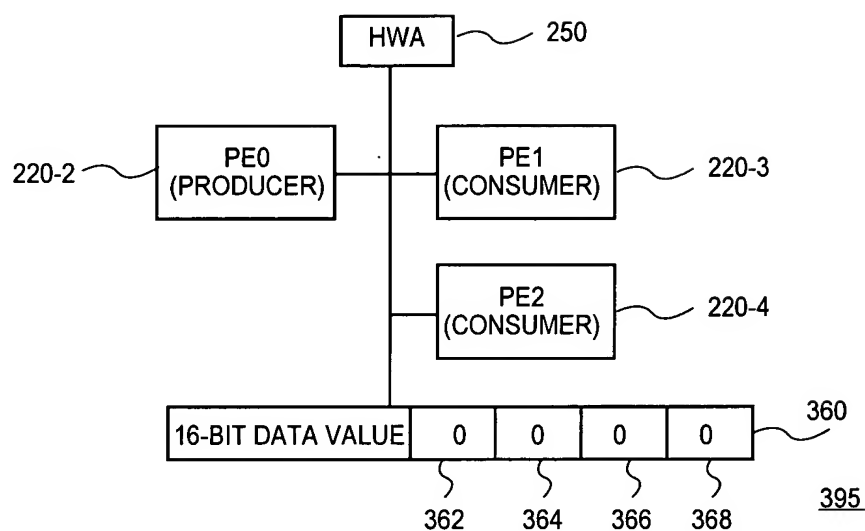 HWA
250
220-2
PE0
(PRODUCER)
PE1
(CONSUMER)
220-3
PE2
(CONSUMER)
220-4
16-BIT DATA VALUE
0
0
0
0
360
362
364
366
368
395